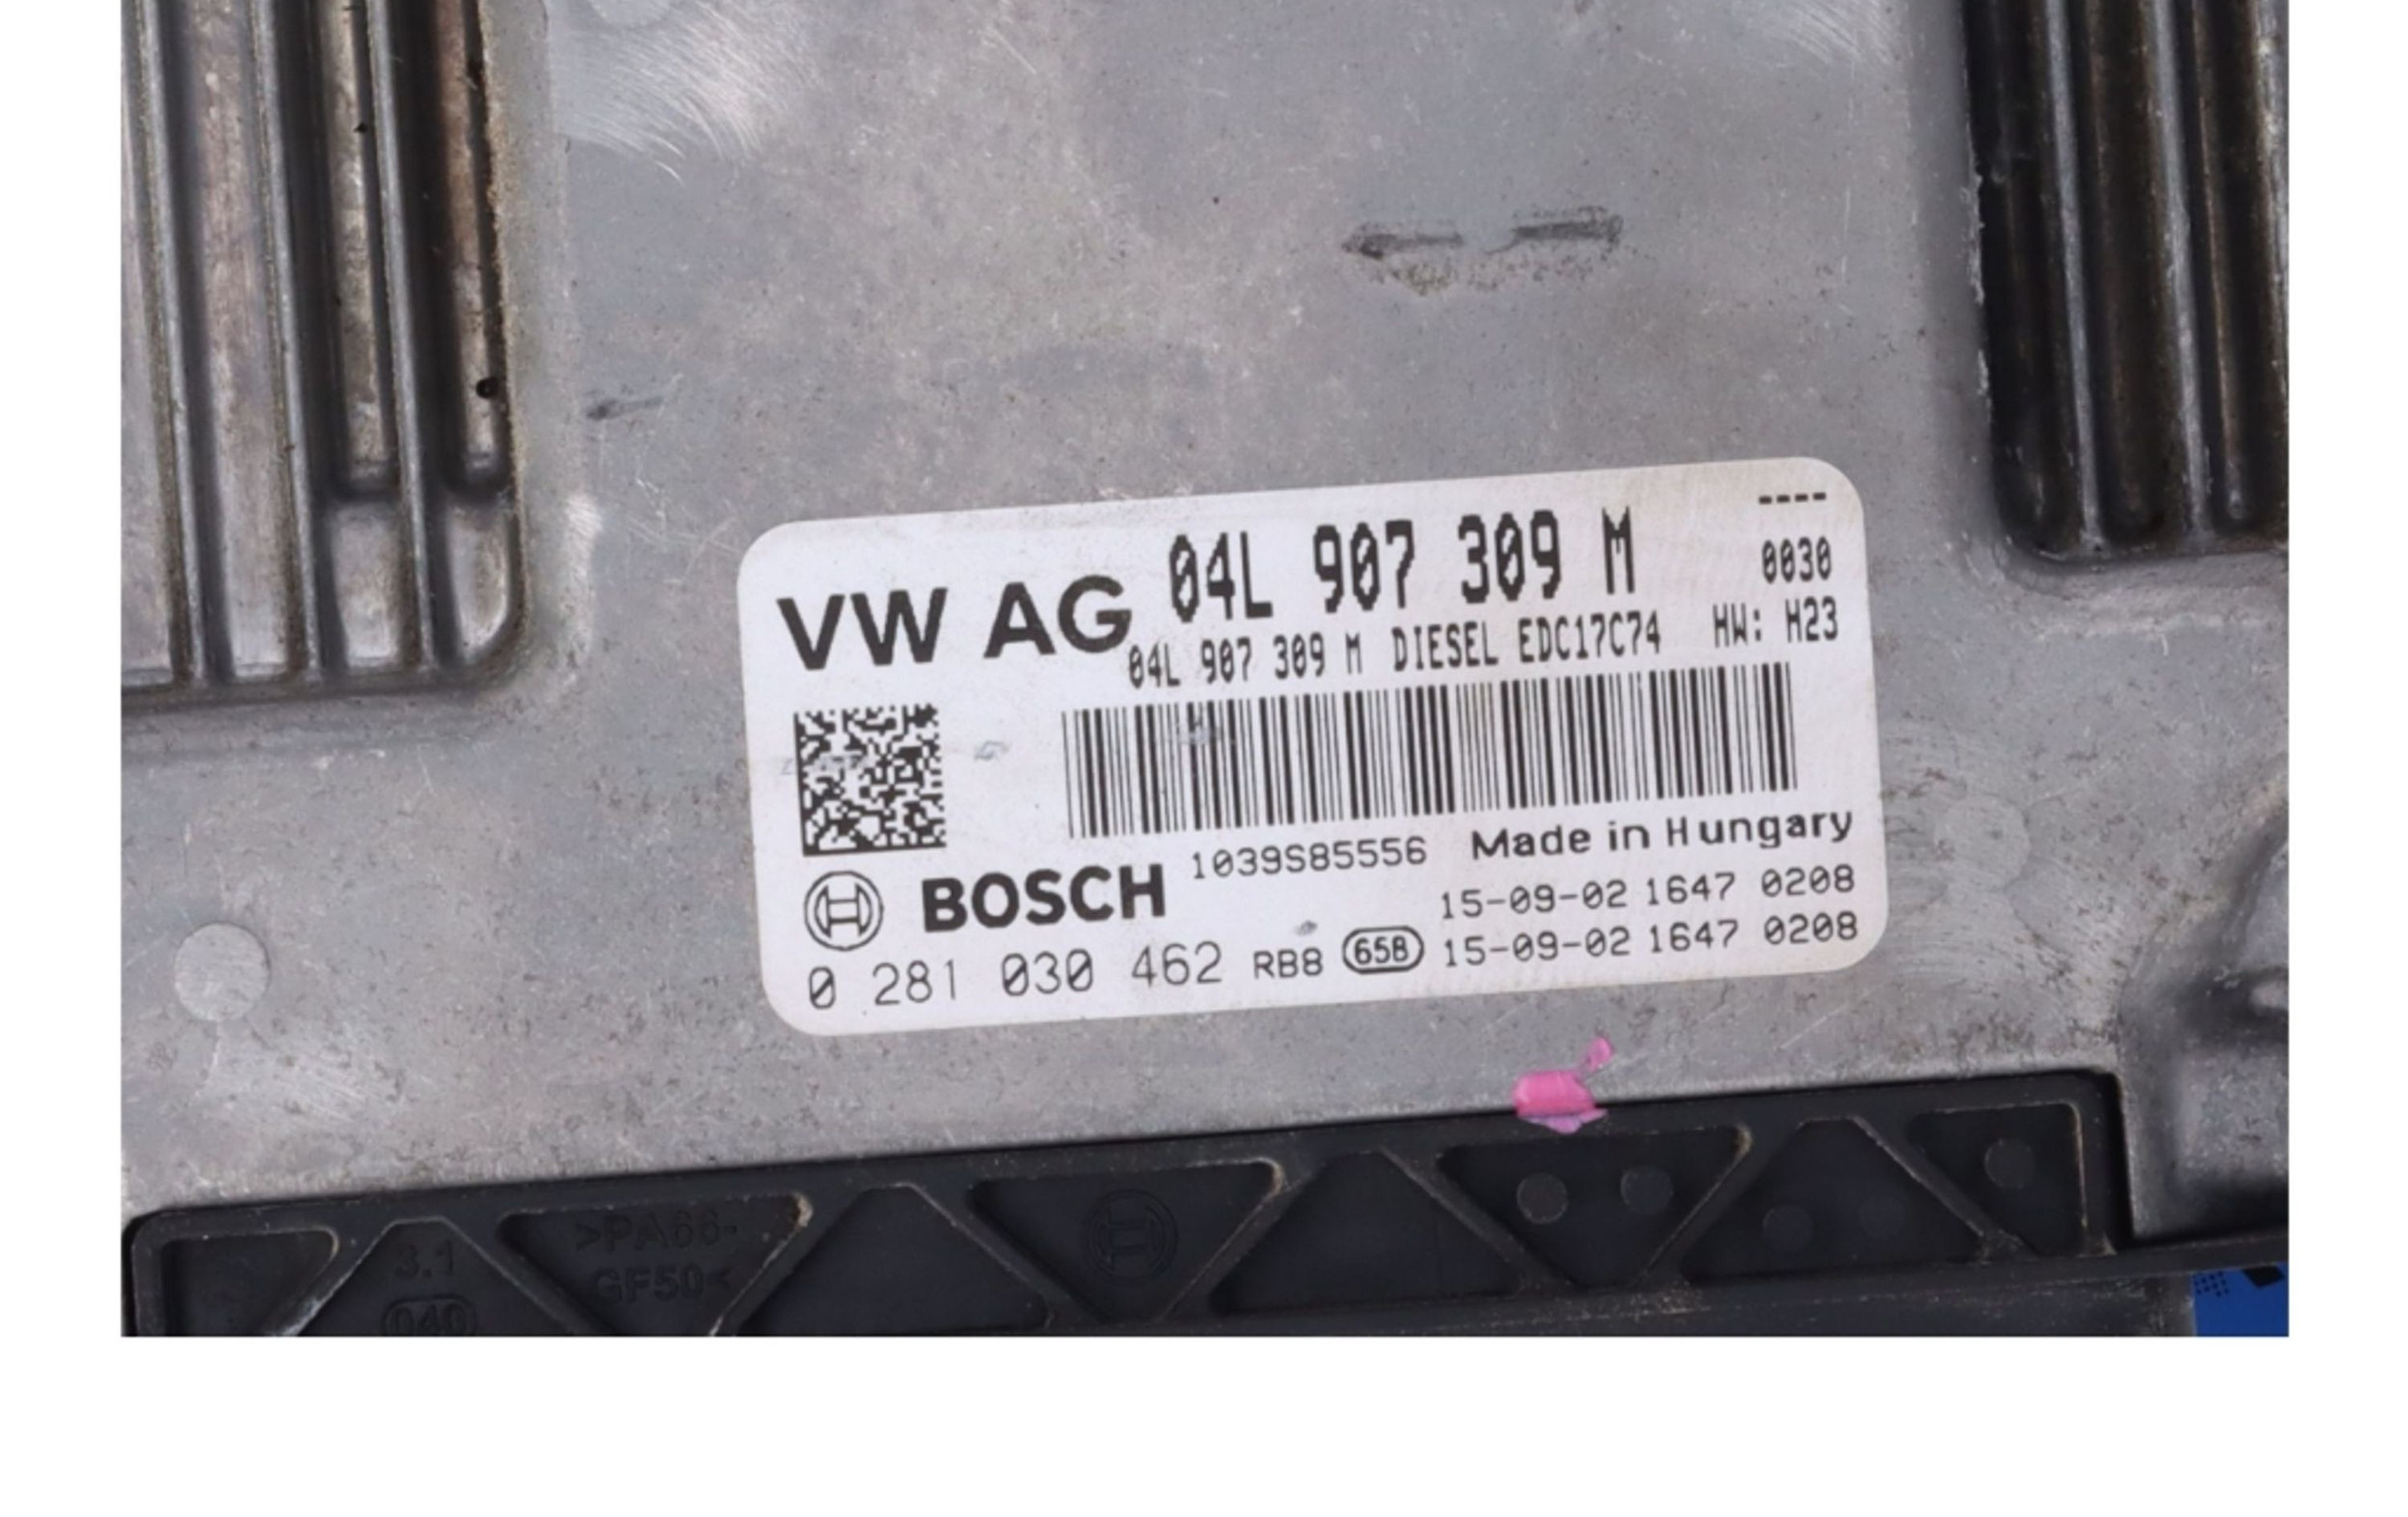 ----
VW AG 04L 907 309 M 0030
04L 907 309 M DIESEL EDC17C74 HW: H23
1039S85556 Made in Hungary
BOSCH 15-09-02 1647 0208
0 281 030 462 RB8 65B 15-09-02 1647 0208
>PA66-
GF50<
3.1
040